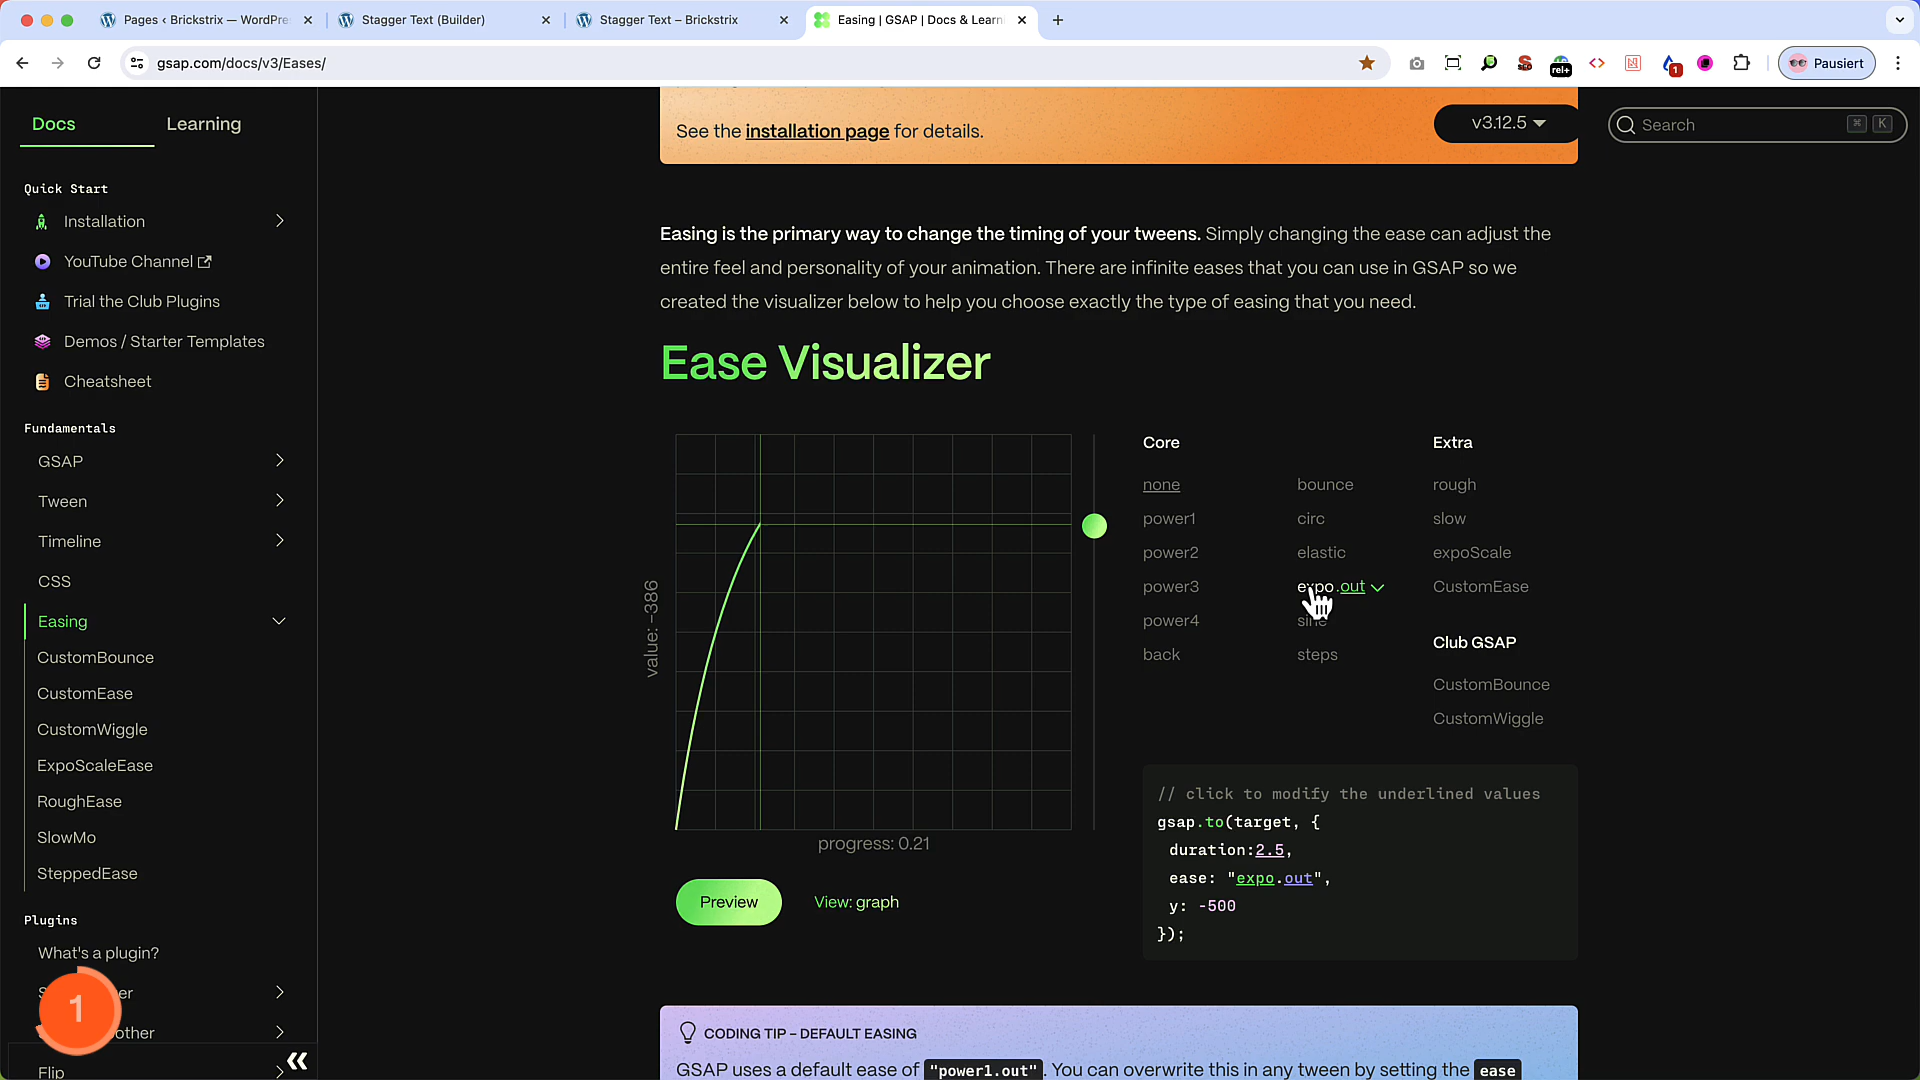 Pages ‹ Brickstrix — WordPre
Stagger Text (Builder)
Stagger Text – Brickstrix
Easing | GSAP | Docs & Learn
gsap.com/docs/v3/Eases/
rel+
1
Pausiert
Docs
Learning
See the installation page for details.
v3.12.5
Search
⌘ K
Quick Start
Installation
YouTube Channel
Trial the Club Plugins
Demos / Starter Templates
Cheatsheet
Fundamentals
GSAP
Tween
Timeline
CSS
Easing
CustomBounce
CustomEase
CustomWiggle
ExpoScaleEase
RoughEase
SlowMo
SteppedEase
Plugins
What's a plugin?
1
Flip
Easing is the primary way to change the timing of your tweens. Simply changing the ease can adjust the
entire feel and personality of your animation. There are infinite eases that you can use in GSAP so we
created the visualizer below to help you choose exactly the type of easing that you need.
Ease Visualizer
value: -386
progress: 0.21
Preview
View: graph
Core
none
power1
power2
power3
power4
back
bounce
circ
elastic
expo.out
sine
steps
Extra
rough
slow
expoScale
CustomEase
Club GSAP
CustomBounce
CustomWiggle
// click to modify the underlined values
gsap.to(target, {
duration:2.5,
ease: "expo.out",
y: -500
});
CODING TIP – DEFAULT EASING
GSAP uses a default ease of "power1.out". You can overwrite this in any tween by setting the ease